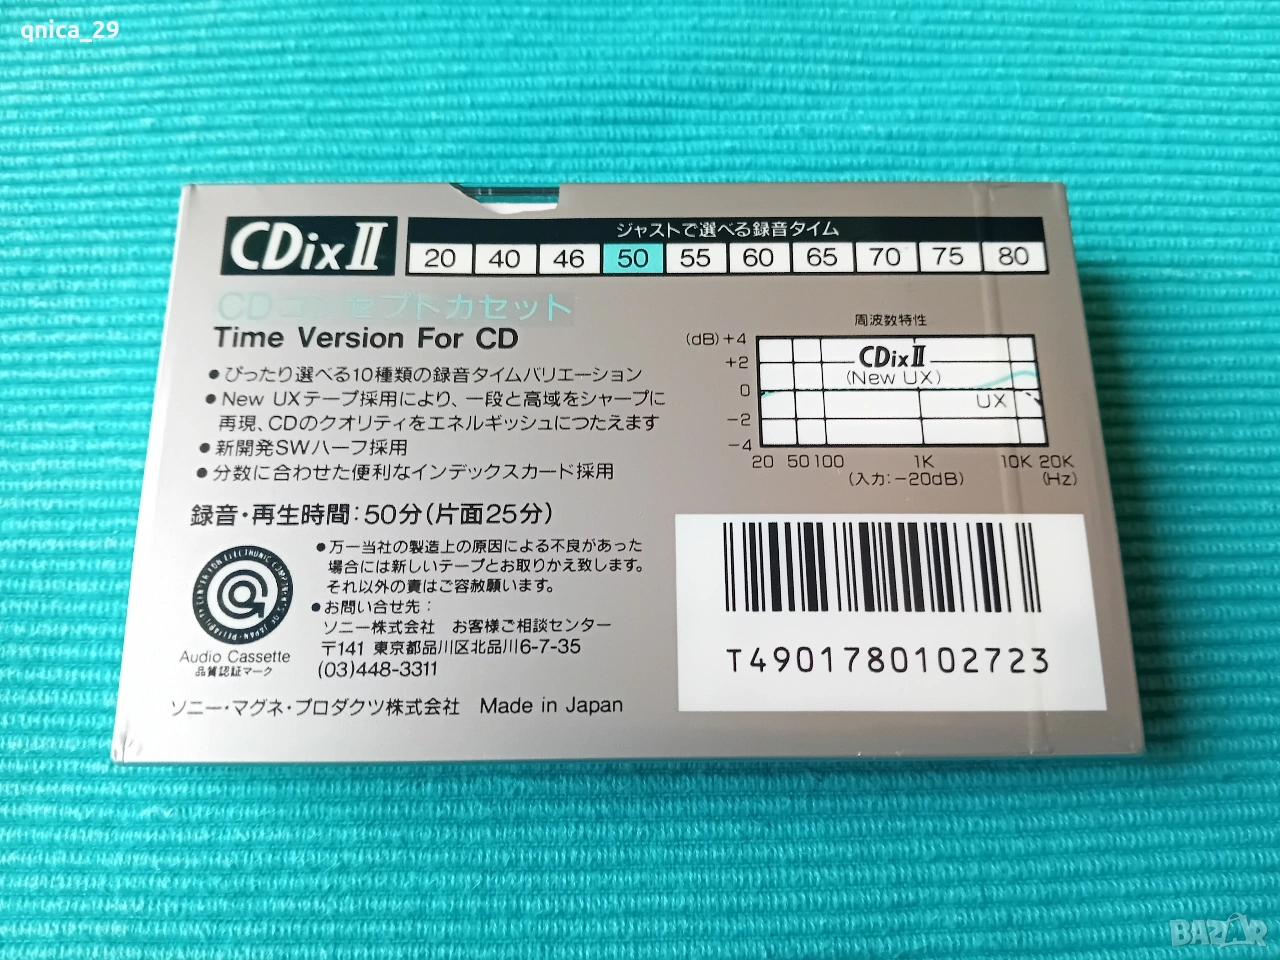 qnica_29
CDixⅡ
ジャストで選べる録音タイム
20 40 46 50 55 60 65 70 75 80
CDコンセプトカセット
Time Version For CD
●ぴったり選べる10種類の録音タイムバリエーション
●New UXテープ採用により、一段と高域をシャープに
再現、CDのクオリティをエネルギッシュにつたえます
●新開発SWハーフ採用
●分数に合わせた便利なインデックスカード採用
周波数特性
(dB)+4
+2
0
−2
−4
CDixⅡ
(New UX)
UX
20 50 100 1K 10K 20K
(入力:−20dB) (Hz)
録音・再生時間:50分(片面25分)
●万一当社の製造上の原因による不良があった
場合には新しいテープとお取りかえ致します。
それ以外の責はご容赦願います。
●お問い合せ先:
ソニー株式会社 お客様ご相談センター
〒141 東京都品川区北品川6-7-35
(03)448-3311
Audio Cassette
品質認証マーク
ソニー・マグネ・プロダクツ株式会社 Made in Japan
T4901780102723
BAZAR